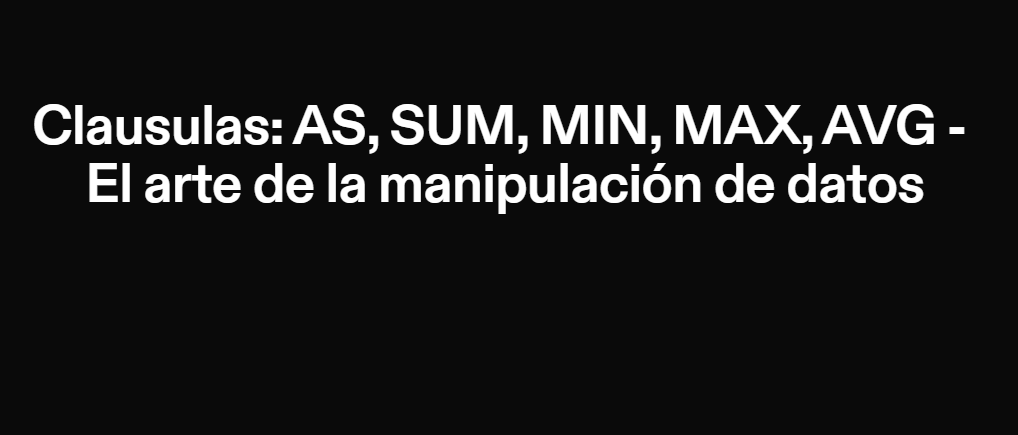 Clausulas: AS, SUM, MIN, MAX, AVG -
El arte de la manipulación de datos